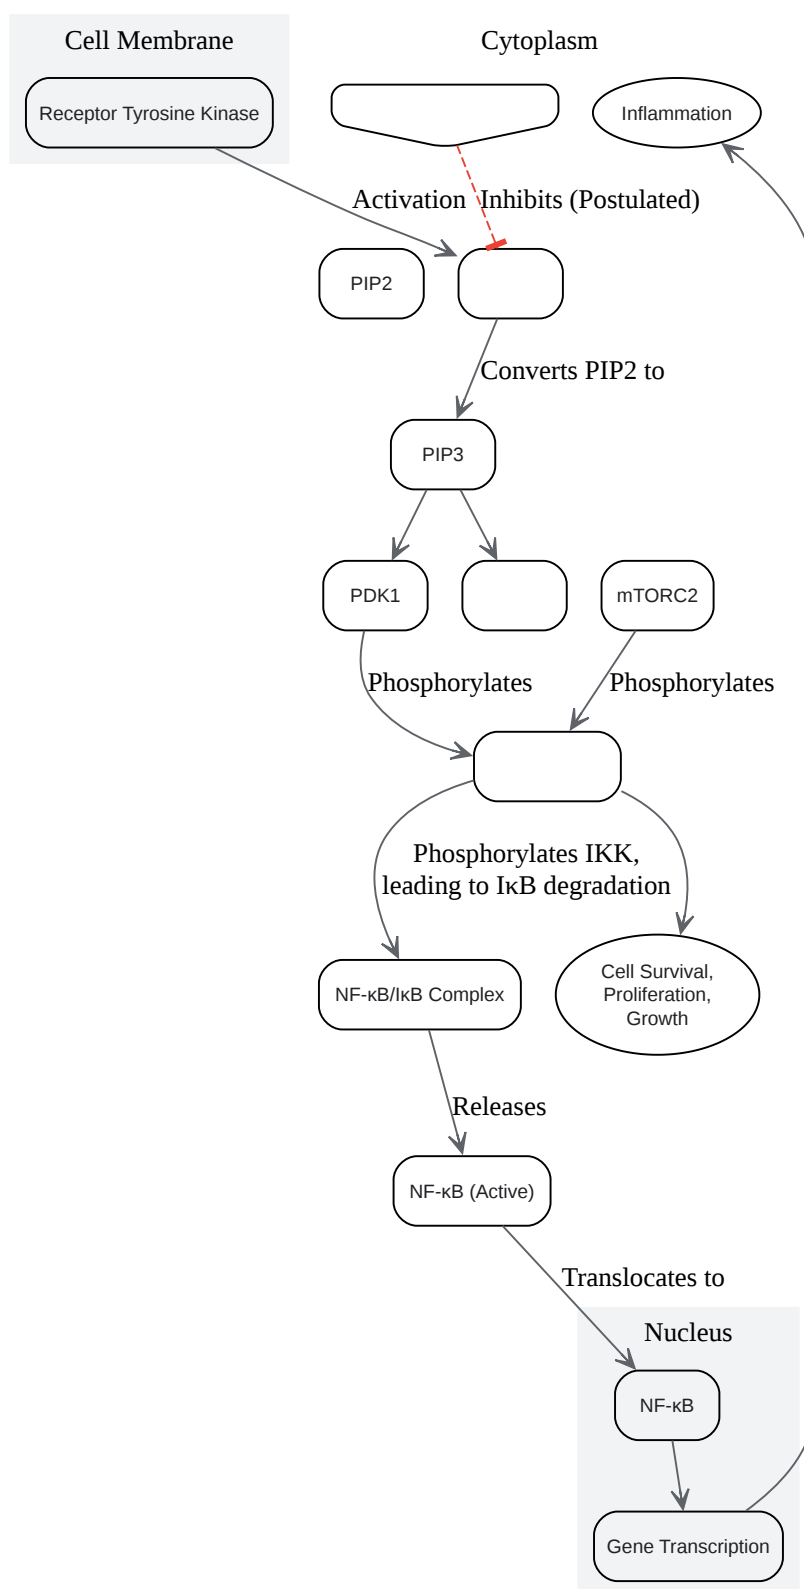 Cell Membrane
Cytoplasm
Receptor Tyrosine Kinase
Inflammation
Activation
Inhibits (Postulated)
PIP2
Converts PIP2 to
PIP3
PDK1
mTORC2
Phosphorylates
Phosphorylates
Phosphorylates IKK,
leading to IκB degradation
NF-κB/IκB Complex
Cell Survival,
Proliferation,
Growth
Releases
NF-κB (Active)
Translocates to
Nucleus
NF-κB
Gene Transcription